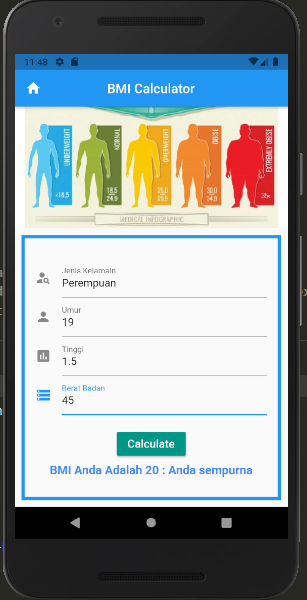 11:48
BMI Calculator
UNDERWEIGHT
NORMAL
OVERWEIGHT
OBESE
EXTREMLY OBESE
<18.5
18,5
24,9
25,0
29,9
30,0
34,9
35<
MEDICAL INFOGRAPHIC
Jenis Kelamain
Perempuan
Umur
19
Tinggi
1.5
Berat Badan
45
Calculate
BMI Anda Adalah 20 : Anda sempurna